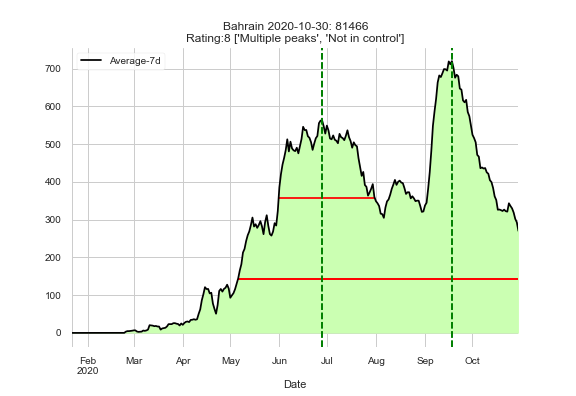 Bahrain 2020-10-30: 81466
Rating:8 ['Multiple peaks', 'Not in control']
Average-7d
700
600
500
400
300
200
100
0
Feb Mar Apr May Jun Jul Aug Sep Oct
2020
Date